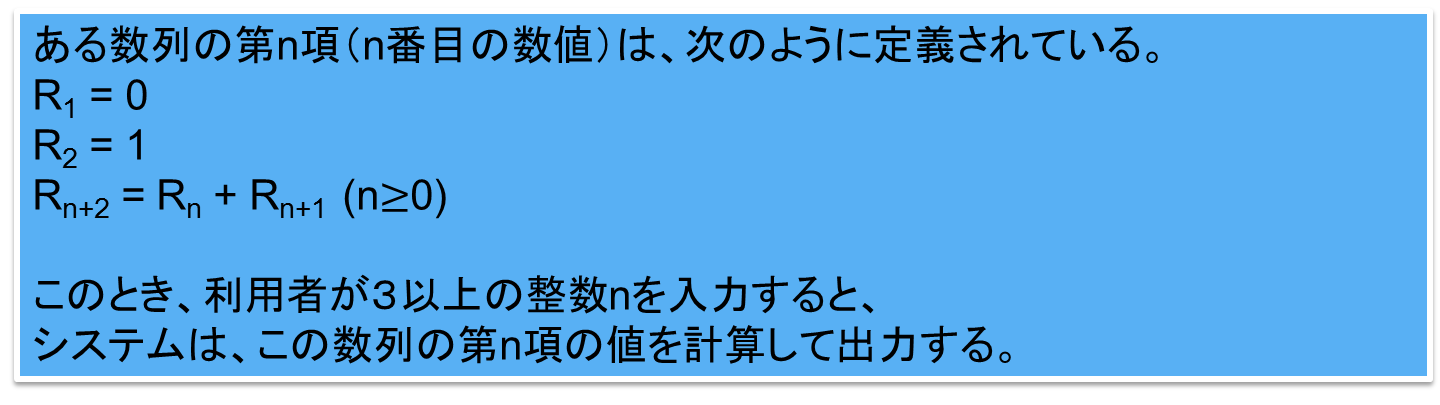 ある数列の第n項(n番目の数値)は、次のように定義されている。
R₁ = 0
R₂ = 1
Rₙ₊₂ = Rₙ + Rₙ₊₁ (n≥0)
このとき、利用者が３以上の整数nを入力すると、
システムは、この数列の第n項の値を計算して出力する。